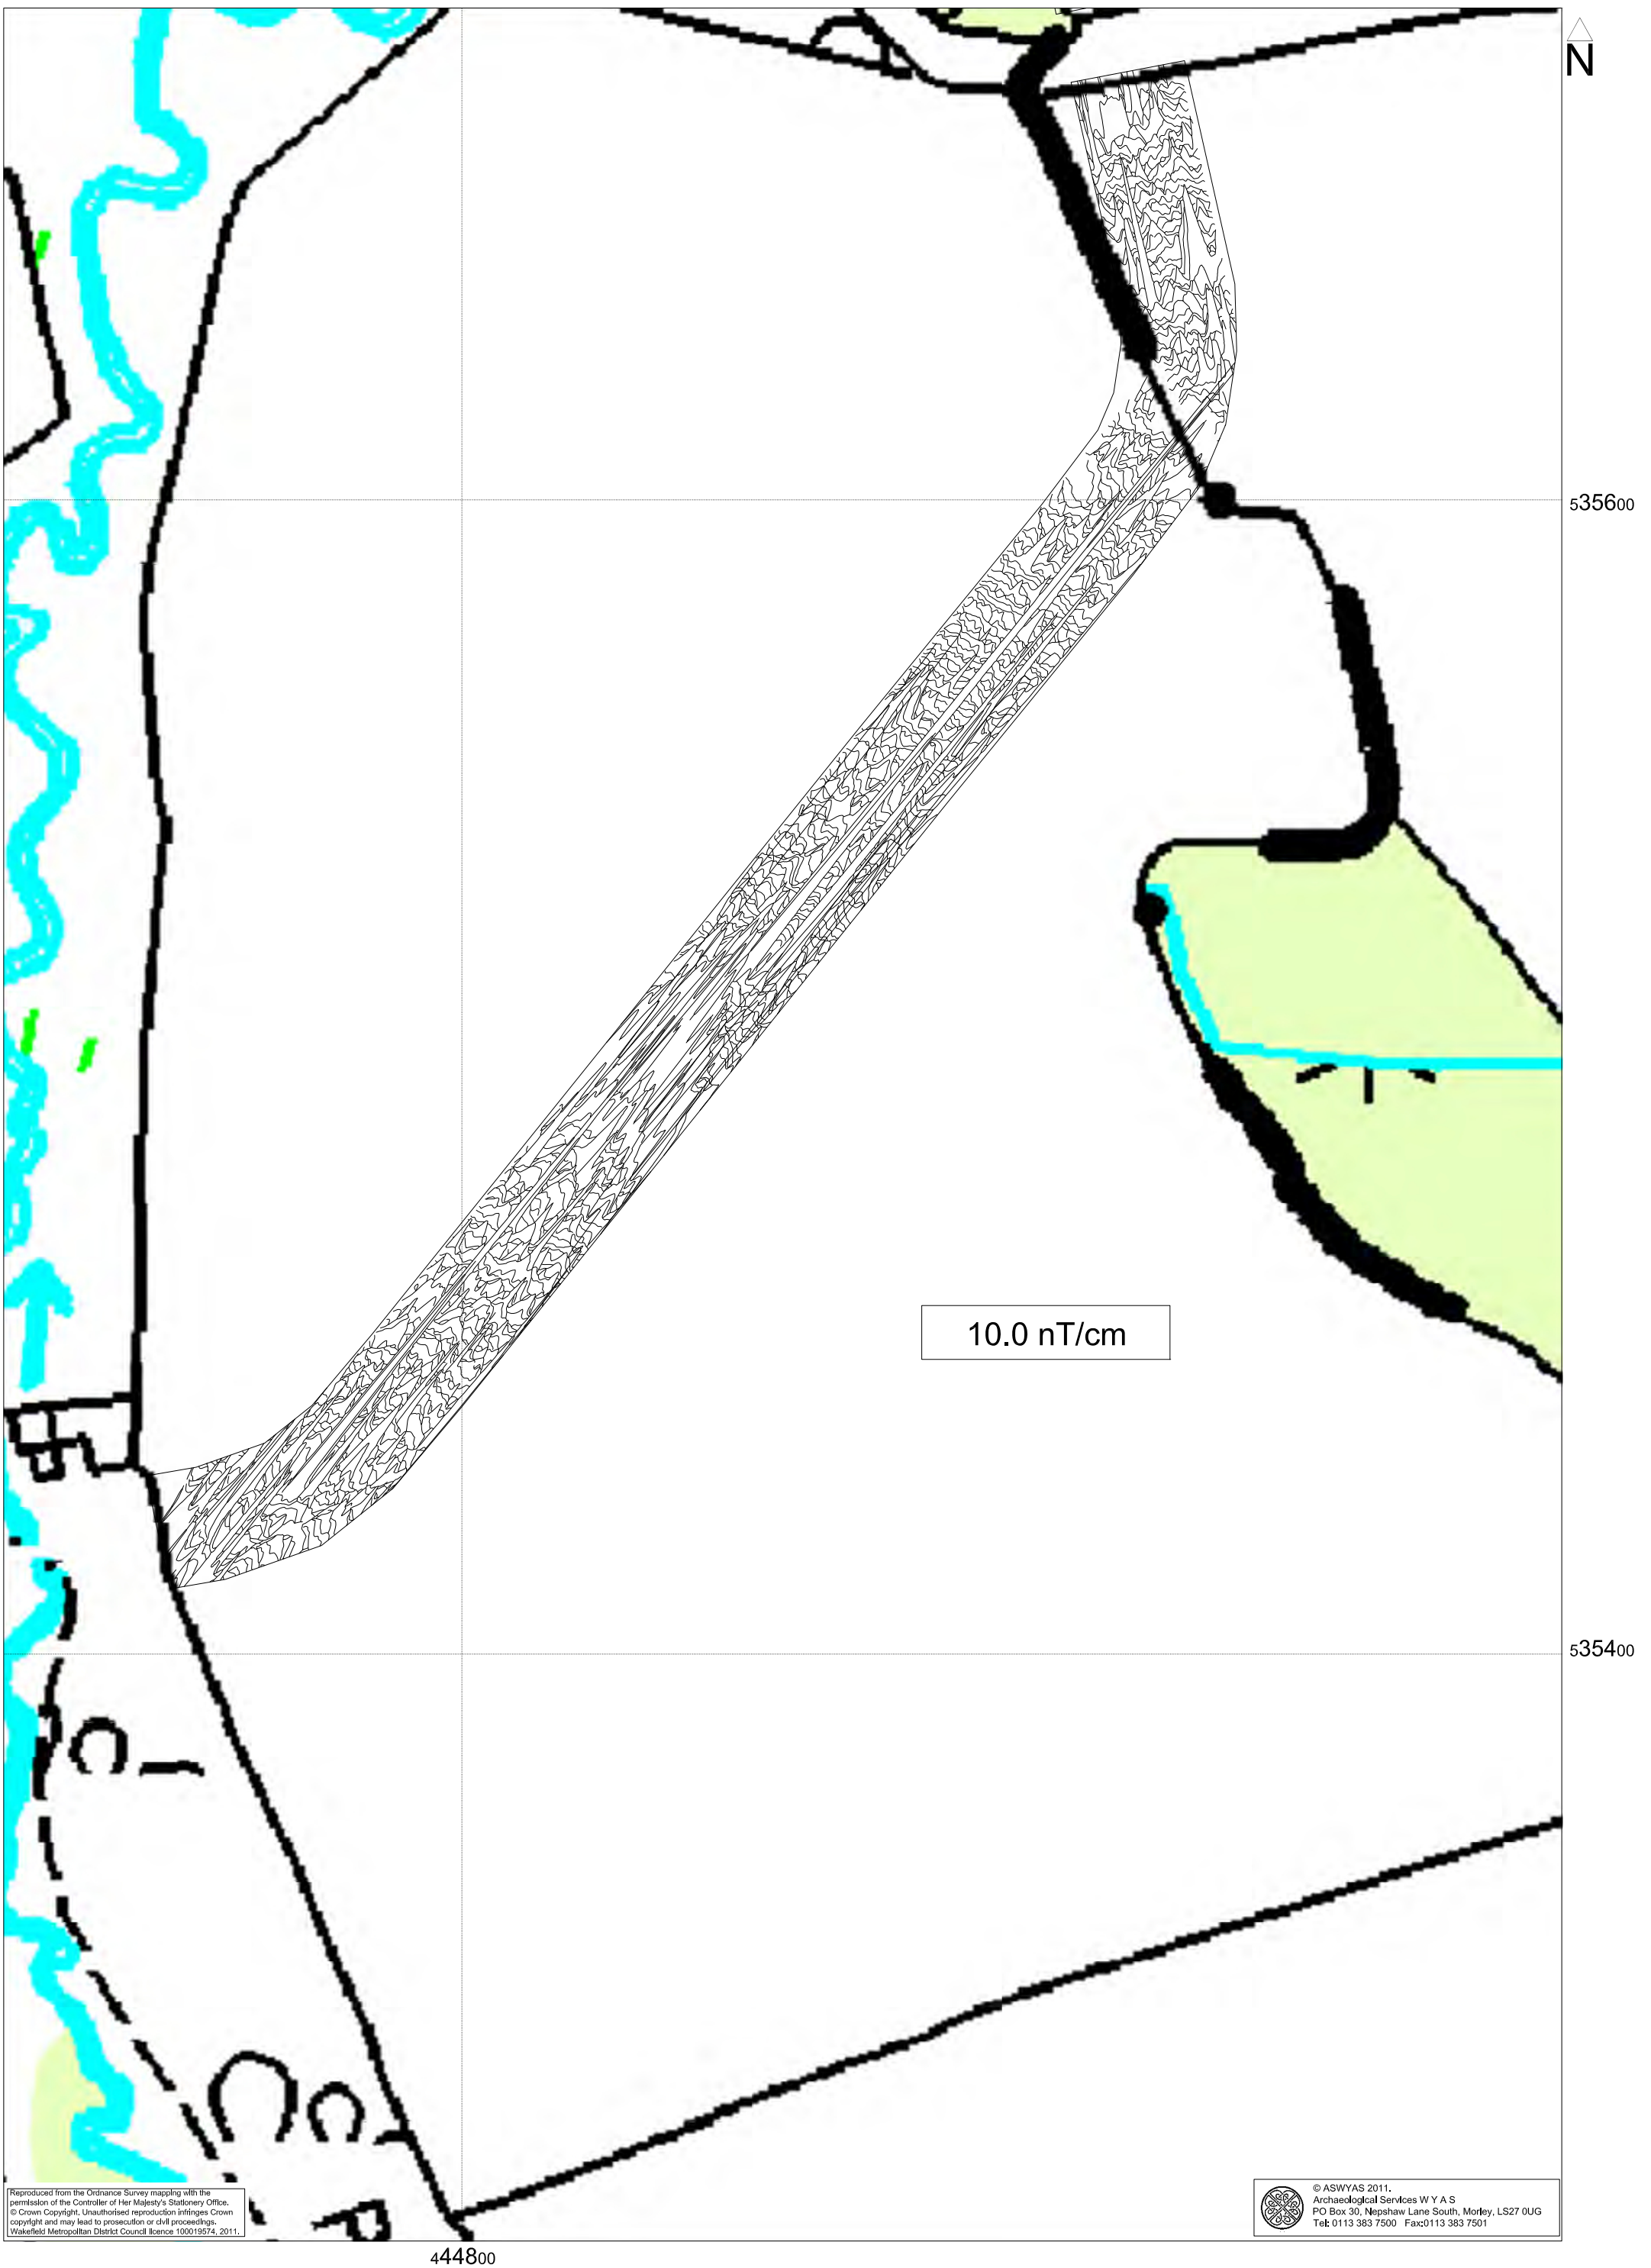 N
535600
10.0 nT/cm
535400
Reproduced from the Ordnance Survey mapping with the
permission of the Controller of Her Majesty's Stationery Office.
© Crown Copyright. Unauthorised reproduction infringes Crown
copyright and may lead to prosecution or civil proceedings.
Wakefield Metropolitan District Council licence 100019574, 2011.
© ASWYAS 2011.
Archaeological Services W Y A S
PO Box 30, Nepshaw Lane South, Morley, LS27 0UG
Tel: 0113 383 7500 Fax:0113 383 7501
444800